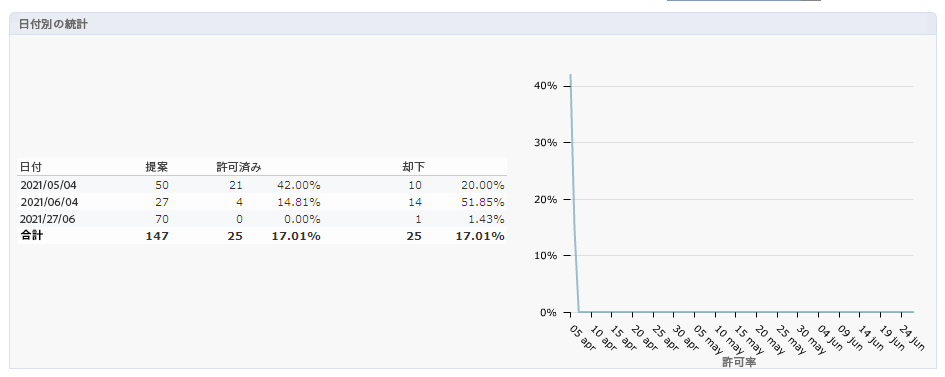 日付別の統計
日付 提案 許可済み 却下
2021/05/04 50 21 42.00% 10 20.00%
2021/06/04 27 4 14.81% 14 51.85%
2021/27/06 70 0 0.00% 1 1.43%
合計 147 25 17.01% 25 17.01%
40%
30%
20%
10%
0%
05 apr 10 apr 15 apr 20 apr 25 apr 30 apr 05 may 10 may 15 may 20 may 25 may 30 may 04 jun 09 jun 14 jun 19 jun 24 jun
許可率